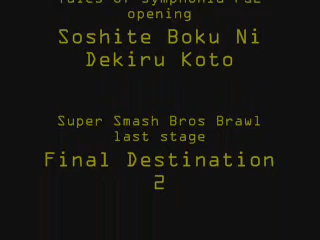 Tales of Symphonia PS2
opening
Soshite Boku Ni
Dekiru Koto
Super Smash Bros Brawl
last stage
Final Destination
2